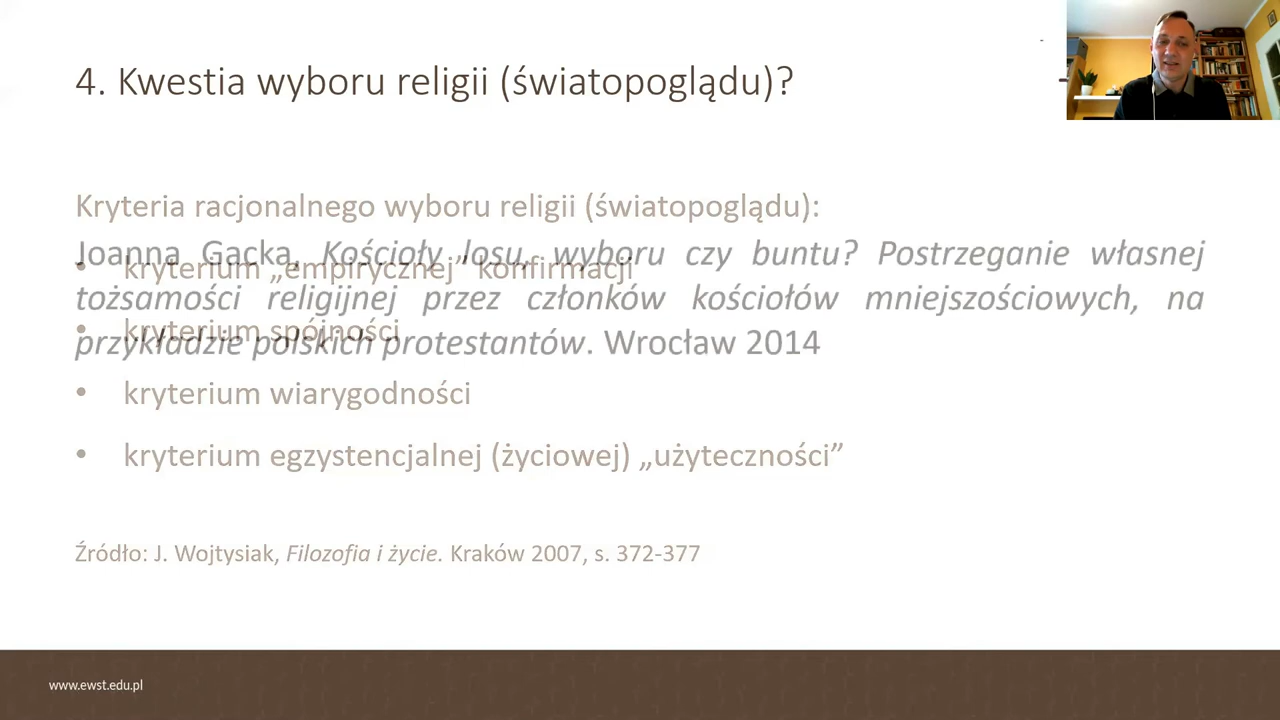 4. Kwestia wyboru religii (światopoglądu)?
Kryteria racjonalnego wyboru religii (światopoglądu):
Joanna Gacka, Kościoły losu, wyboru czy buntu? Postrzeganie własnej
• kryterium „empirycznej” konfirmacji
tożsamości religijnej przez członków kościołów mniejszościowych, na
• kryterium spójności
przykładzie polskich protestantów. Wrocław 2014
• kryterium wiarygodności
• kryterium egzystencjalnej (życiowej) „użyteczności”
Źródło: J. Wojtysiak, Filozofia i życie. Kraków 2007, s. 372-377
www.ewst.edu.pl